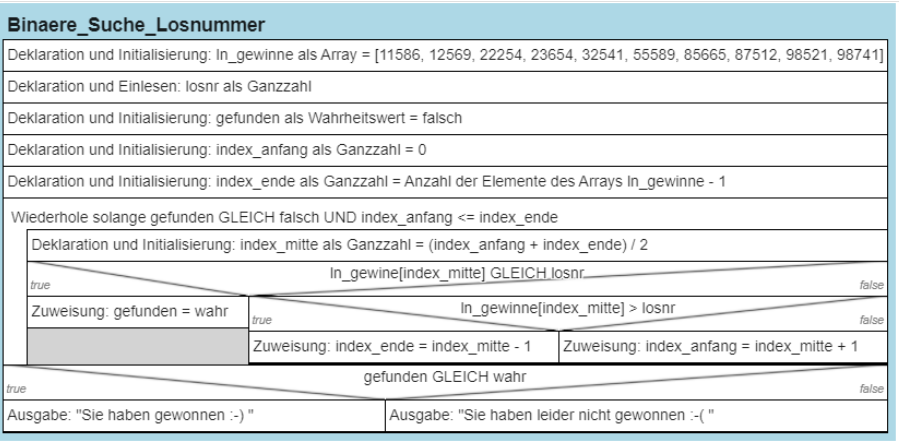 Binaere_Suche_Losnummer
Deklaration und Initialisierung: ln_gewinne als Array = [11586, 12569, 22254, 23654, 32541, 55589, 85665, 87512, 98521, 98741]
Deklaration und Einlesen: losnr als Ganzzahl
Deklaration und Initialisierung: gefunden als Wahrheitswert = falsch
Deklaration und Initialisierung: index_anfang als Ganzzahl = 0
Deklaration und Initialisierung: index_ende als Ganzzahl = Anzahl der Elemente des Arrays ln_gewinne - 1
Wiederhole solange gefunden GLEICH falsch UND index_anfang <= index_ende
Deklaration und Initialisierung: index_mitte als Ganzzahl = (index_anfang + index_ende) / 2
ln_gewine[index_mitte] GLEICH losnr
true
false
Zuweisung: gefunden = wahr
ln_gewinne[index_mitte] > losnr
true
false
Zuweisung: index_ende = index_mitte - 1
Zuweisung: index_anfang = index_mitte + 1
gefunden GLEICH wahr
true
false
Ausgabe: "Sie haben gewonnen :-) "
Ausgabe: "Sie haben leider nicht gewonnen :-( "